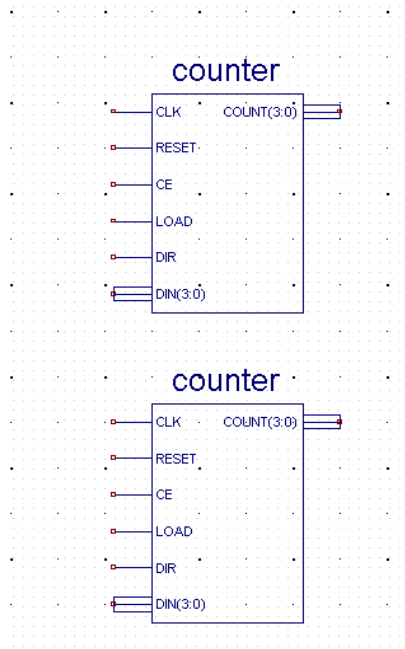 counter
CLK COUNT(3:0)
RESET
CE
LOAD
DIR
DIN(3:0)
counter
CLK COUNT(3:0)
RESET
CE
LOAD
DIR
DIN(3:0)